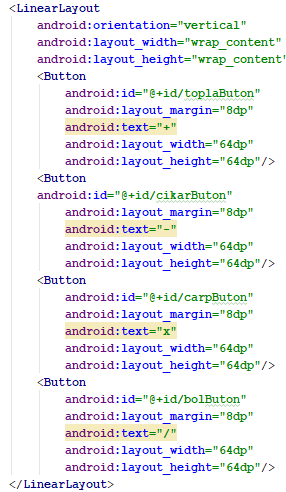 <LinearLayout
    android:orientation="vertical"
    android:layout_width="wrap_content"
    android:layout_height="wrap_content"
    <Button
        android:id="@+id/toplaButon"
        android:layout_margin="8dp"
        android:text="+"
        android:layout_width="64dp"
        android:layout_height="64dp"/>
    <Button
    android:id="@+id/cikarButon"
        android:layout_margin="8dp"
        android:text="-"
        android:layout_width="64dp"
        android:layout_height="64dp"/>
    <Button
        android:id="@+id/carpButon"
        android:layout_margin="8dp"
        android:text="x"
        android:layout_width="64dp"
        android:layout_height="64dp"/>
    <Button
        android:id="@+id/bolButon"
        android:layout_margin="8dp"
        android:text="/"
        android:layout_width="64dp"
        android:layout_height="64dp"/>
</LinearLayout>